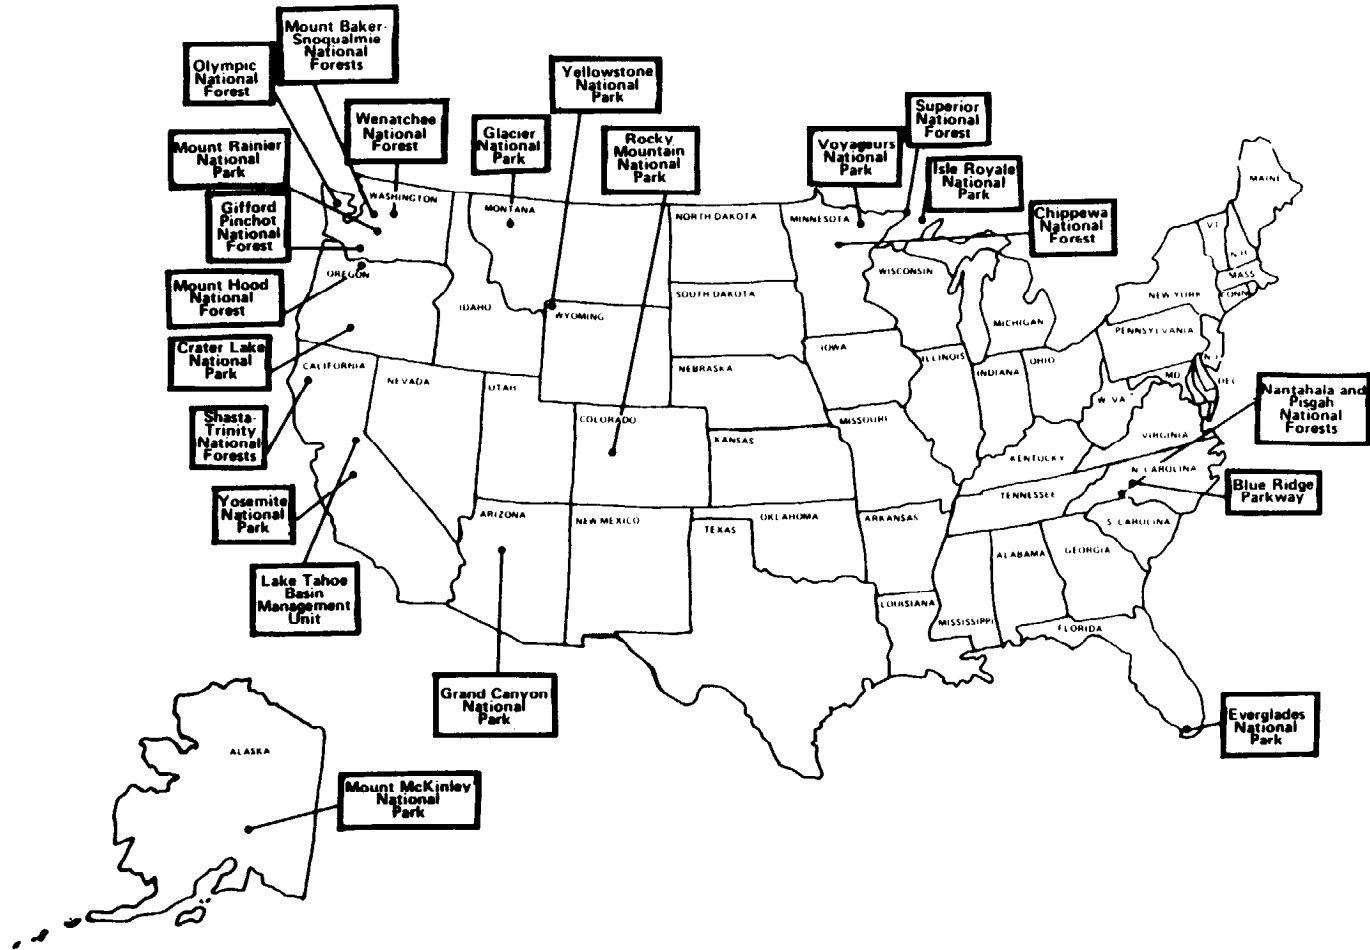 Mount Baker-
Snoqualmie
National
Forests
Olympic
National
Forest
Yellowstone
National
Park
Wenatchee
National
Forest
Glacier
National
Park
Rocky
Mountain
National
Park
Voyageurs
National
Park
Superior
National
Forest
Isle Royale
National
Park
Chippewa
National
Forest
Mount Rainier
National
Park
Gifford
Pinchot
National
Forest
Mount Hood
National
Forest
Crater Lake
National
Park
Shasta-
Trinity
National
Forests
Yosemite
National
Park
Lake Tahoe
Basin
Management
Unit
Grand Canyon
National
Park
Mount McKinley
National
Park
Nantahala and
Pisgah
National
Forests
Blue Ridge
Parkway
Everglades
National
Park
WASHINGTON
MONTANA
NORTH DAKOTA
MINNESOTA
MAINE
VT
N.H.
MASS
CONN
NEW YORK
OREGON
IDAHO
WYOMING
SOUTH DAKOTA
WISCONSIN
MICHIGAN
PENNSYLVANIA
N.J.
CALIFORNIA
NEVADA
UTAH
NEBRASKA
IOWA
ILLINOIS
INDIANA
OHIO
MD
DEL
W. VA
VIRGINIA
COLORADO
KANSAS
MISSOURI
KENTUCKY
N CAROLINA
TENNESSEE
ARIZONA
NEW MEXICO
TEXAS
OKLAHOMA
ARKANSAS
S. CAROLINA
ALABAMA
GEORGIA
LOUISIANA
MISSISSIPPI
FLORIDA
ALASKA